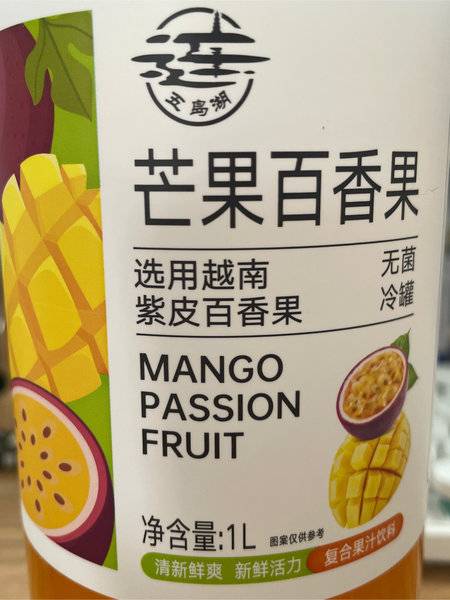 五岛湖
芒果百香果
选用越南
紫皮百香果
无菌
冷罐
MANGO
PASSION
FRUIT
净含量:1L
图案仅供参考
清新鲜爽 新鲜活力
复合果汁饮料